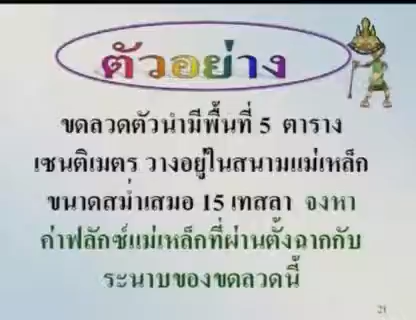 ตัวอย่าง
ขดลวดตัวนำมีพื้นที่ 5 ตาราง
เซนติเมตร วางอยู่ในสนามแม่เหล็ก
ขนาดสม่ำเสมอ 15 เทสลา จงหา
ค่าฟลักซ์แม่เหล็กที่ผ่านตั้งฉากกับ
ระนาบของขดลวดนี้
21